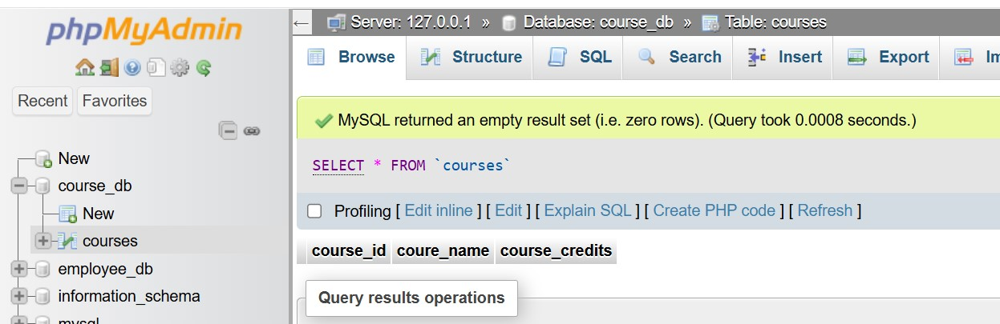 phpMyAdmin
Recent Favorites
New
course_db
New
courses
employee_db
information_schema
mysql
← Server: 127.0.0.1 » Database: course_db » Table: courses
Browse Structure SQL Search Insert Export Im
MySQL returned an empty result set (i.e. zero rows). (Query took 0.0008 seconds.)
SELECT * FROM `courses`
Profiling [ Edit inline ] [ Edit ] [ Explain SQL ] [ Create PHP code ] [ Refresh ]
course_id coure_name course_credits
Query results operations